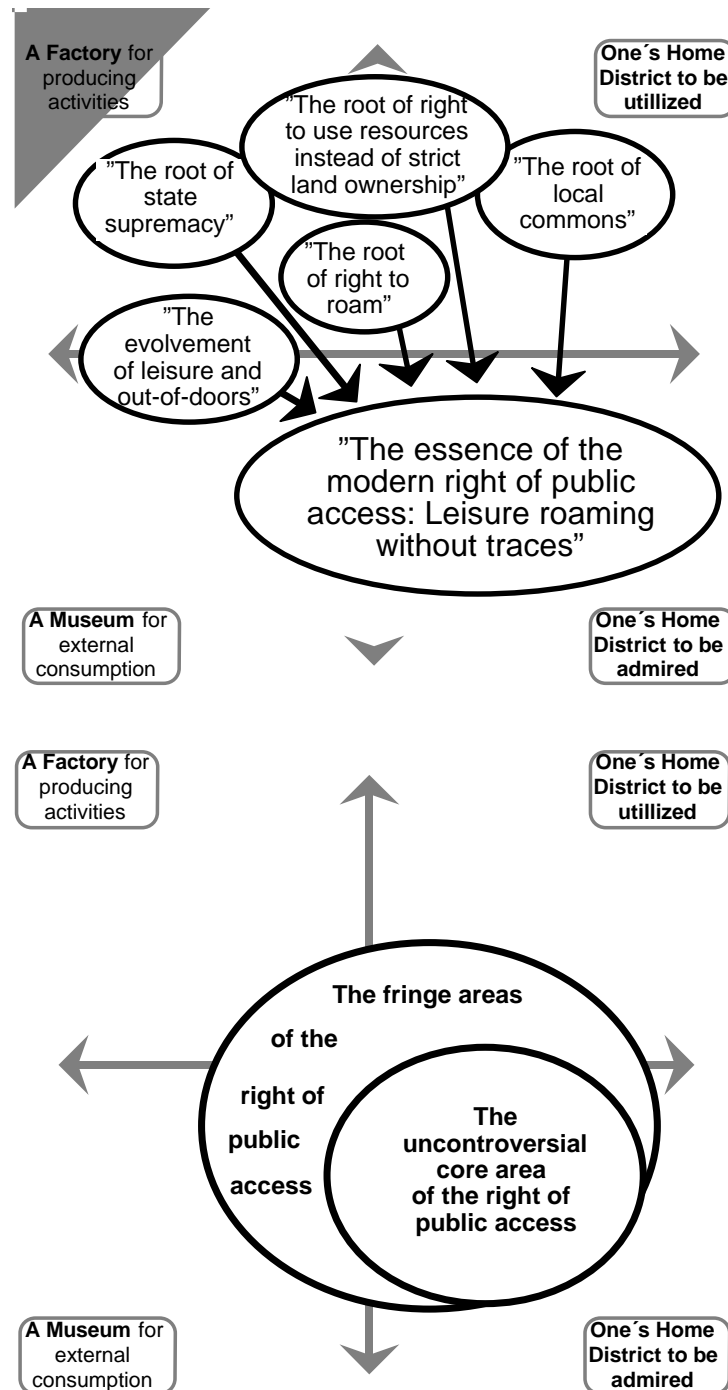 A Factory for
producing
activities
One´s Home
District to be
utillized
”The root of right
to use resources
instead of strict
land ownership”
”The root of
state
supremacy”
”The root of
local
commons”
”The root
of right to
roam”
”The
evolvement
of leisure and
out-of-doors”
”The essence of the
modern right of public
access: Leisure roaming
without traces”
A Museum for
external
consumption
One´s Home
District to be
admired
A Factory for
producing
activities
One´s Home
District to be
utillized
The fringe areas
of the
right of
public
access
The
uncontroversial
core area
of the right of
public access
A Museum for
external
consumption
One´s Home
District to be
admired